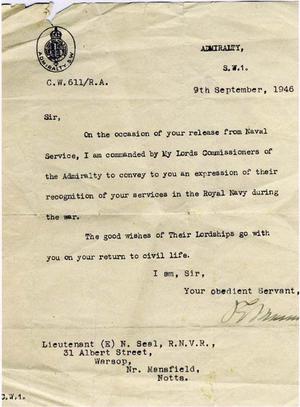 ADMIRALTY,
S.W.1.
ADMIRALTY S.W.
C.W.611/R.A.
9th September, 1946
Sir,
On the occasion of your release from Naval
Service, I am commanded by My Lords Commissioners of
the Admiralty to convey to you an expression of their
recognition of your services in the Royal Navy during
the war.
The good wishes of Their Lordships go with
you on your return to civil life.
I am, Sir,
Your obedient Servant,
Lieutenant (E) N. Seal, R.N.V.R.,
31 Albert Street,
Warsop,
Nr. Mansfield,
Notts.
C.W.1.